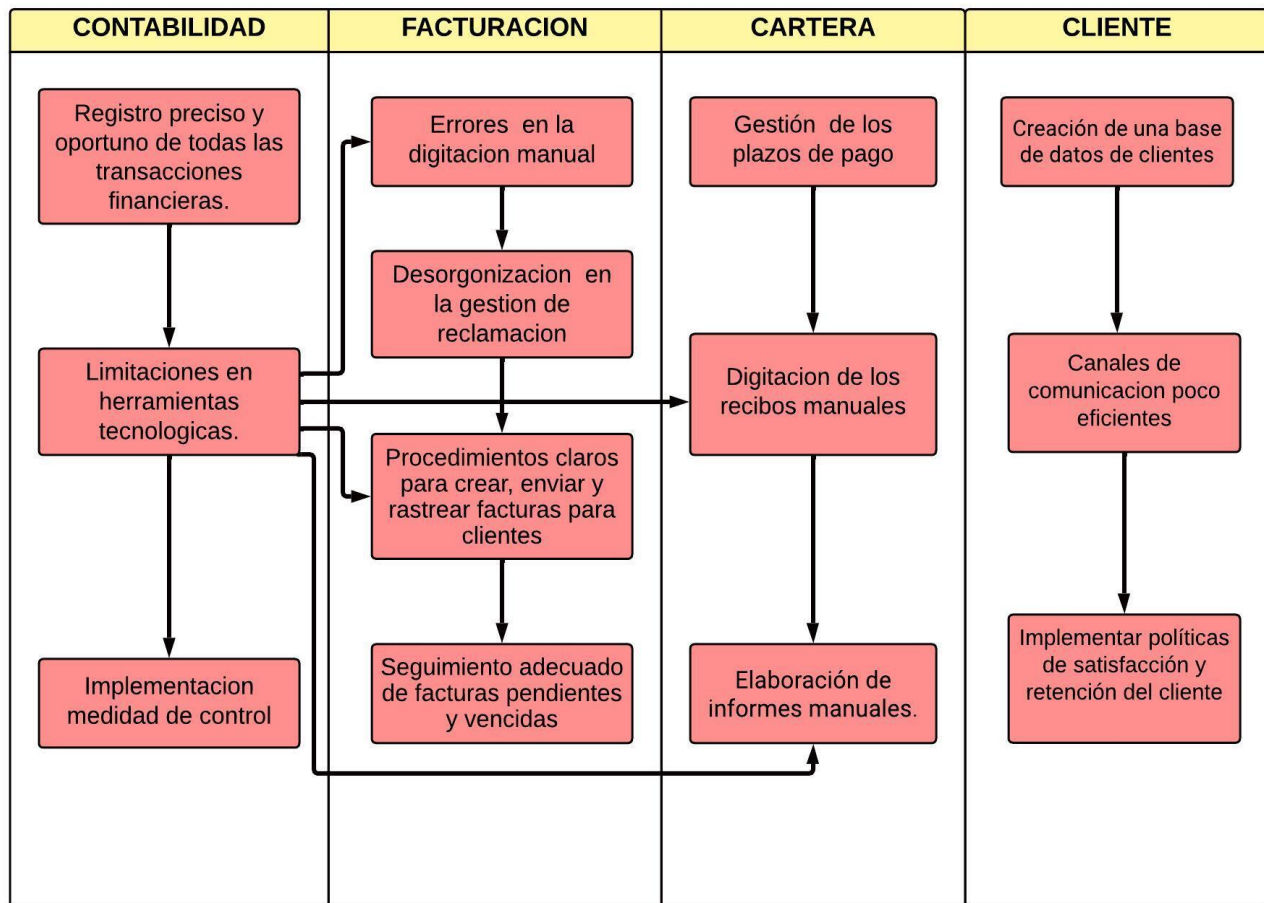 CONTABILIDAD
FACTURACION
CARTERA
CLIENTE
Registro preciso y
oportuno de todas las
transacciones
financieras.
Limitaciones en
herramientas
tecnologicas.
Implementacion
medidad de control
Errores en la
digitacion manual
Desorgonizacion en
la gestion de
reclamacion
Procedimientos claros
para crear, enviar y
rastrear facturas para
clientes
Seguimiento adecuado
de facturas pendientes
y vencidas
Gestión de los
plazos de pago
Digitacion de los
recibos manuales
Elaboración de
informes manuales.
Creación de una base
de datos de clientes
Canales de
comunicacion poco
eficientes
Implementar políticas
de satisfacción y
retención del cliente